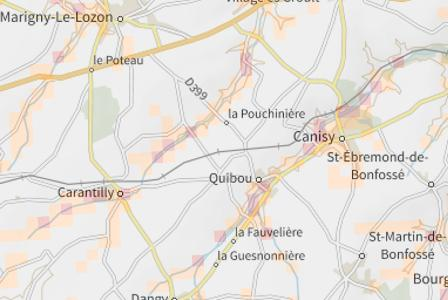 Marigny-Le-Lozon
le Poteau
D399
la Pouchinière
Canisy
St-Ébremond-de-
Bonfossé
Quibou
Carantilly
la Fauvelière
St-Martin-de-
Bonfossé
la Guesnonnière